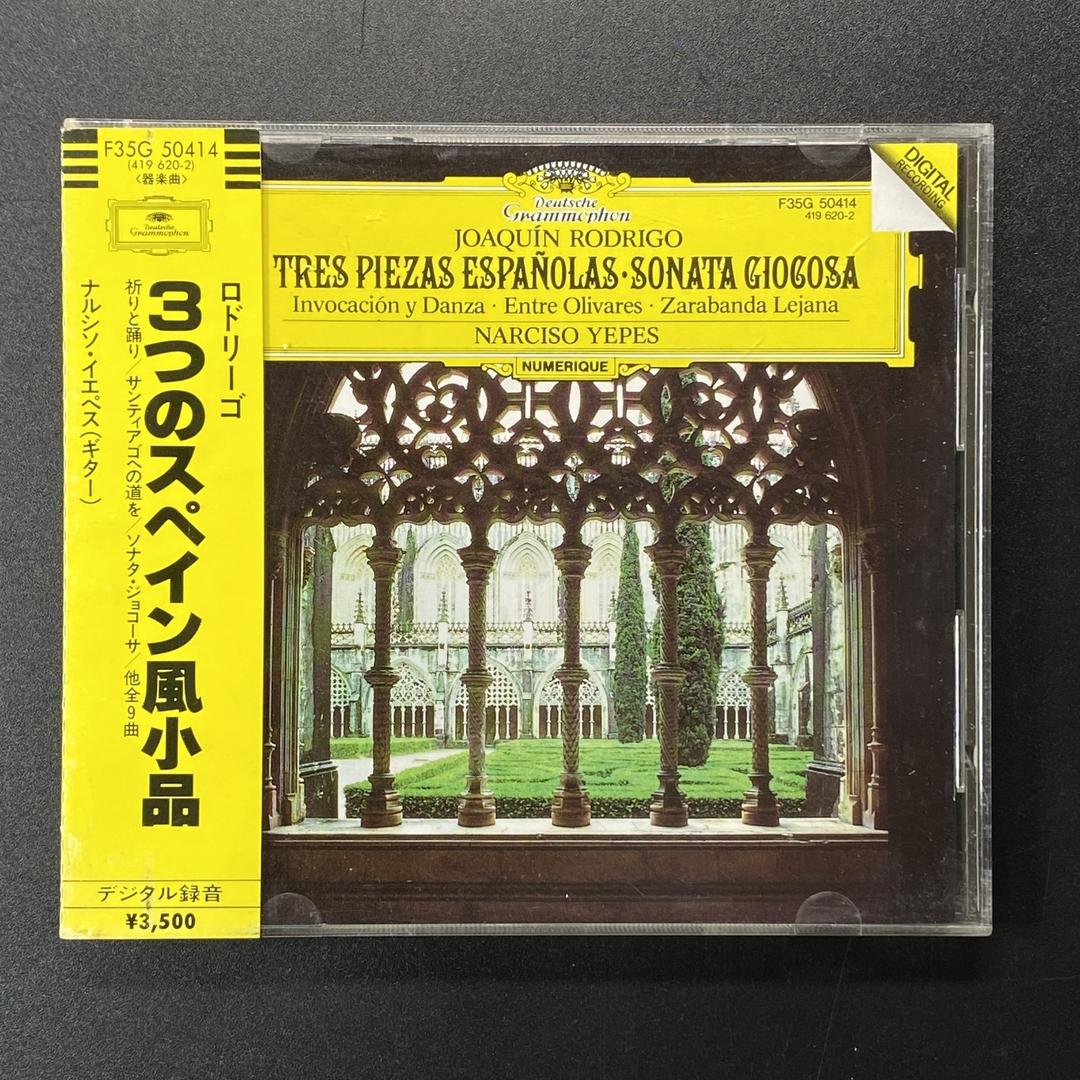 F35G 50414
(419 620-2)
〈器楽曲〉
Deutsche
Grammophon
ロドリーゴ
3つのスペイン風小品
祈りと踊り/サンティアゴへの道を/ソナタ・ジョコーサ/他全9曲
ナルシソ・イエペス(ギター)
デジタル録音
¥3,500
Deutsche
Grammophon
F35G 50414
419 620-2
DIGITAL
RECORDING
JOAQUÍN RODRIGO
TRES PIEZAS ESPAÑOLAS·SONATA GIOCOSA
Invocación y Danza · Entre Olivares · Zarabanda Lejana
NARCISO YEPES
NUMERIQUE